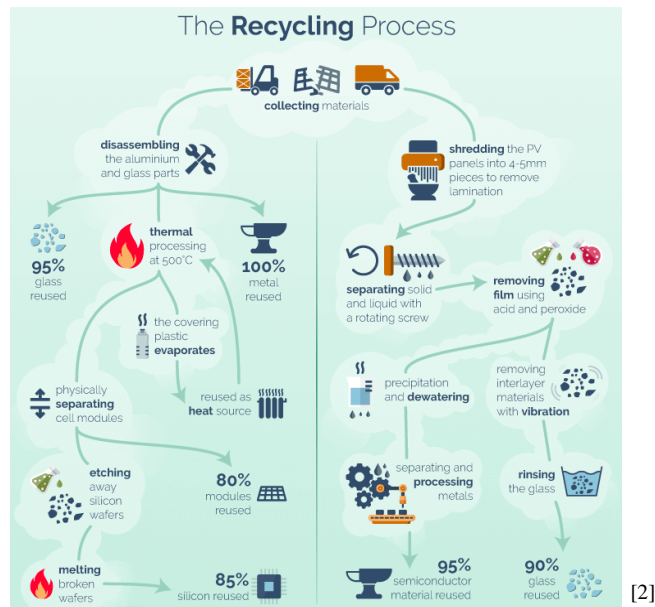 The Recycling Process
collecting materials
disassembling
the aluminium
and glass parts
95%
glass
reused
thermal
processing
at 500°C
100%
metal
reused
the covering
plastic
evaporates
reused as
heat source
physically
separating
cell modules
etching
away
silicon
wafers
80%
modules
reused
melting
broken
wafers
85%
silicon reused
shredding the PV
panels into 4-5mm
pieces to remove
lamination
separating solid
and liquid with
a rotating screw
removing
film using
acid and peroxide
precipitation
and dewatering
removing
interlayer
materials
with vibration
separating and
processing
metals
rinsing
the glass
95%
semiconductor
material reused
90%
glass
reused
[2]